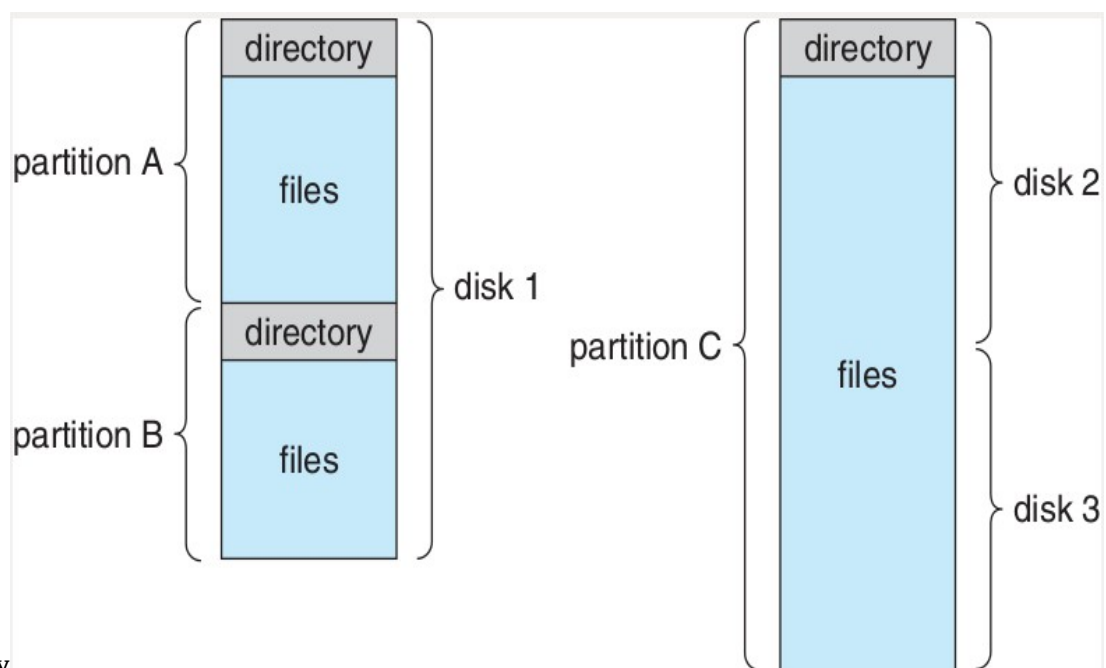 directory
partition A
files
disk 1
directory
partition B
files
directory
disk 2
partition C
files
disk 3